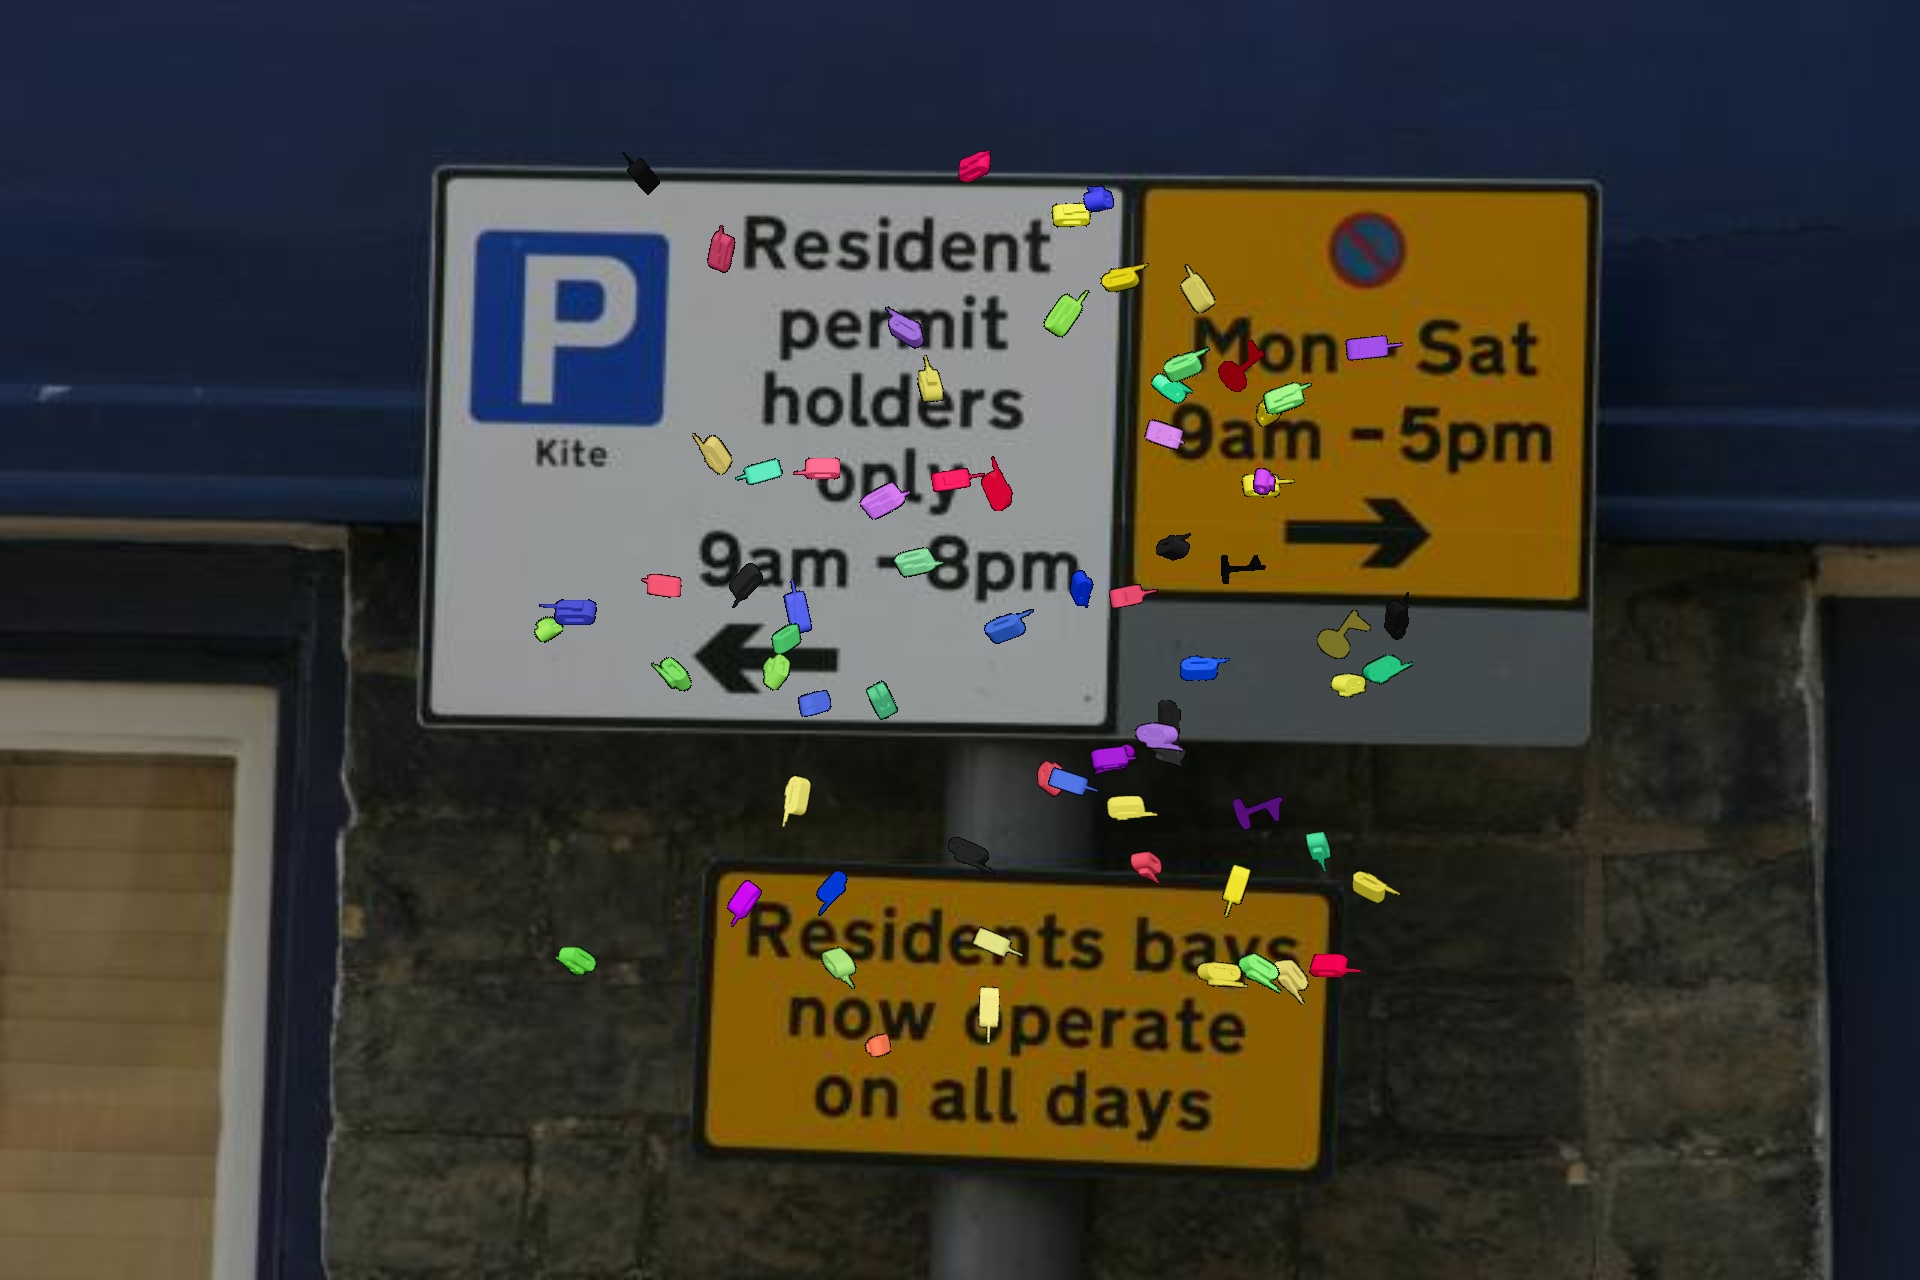 P
Kite
Resident
permit
holders
only
9am - 8pm
Mon - Sat
9am - 5pm
Residents bays
now operate
on all days